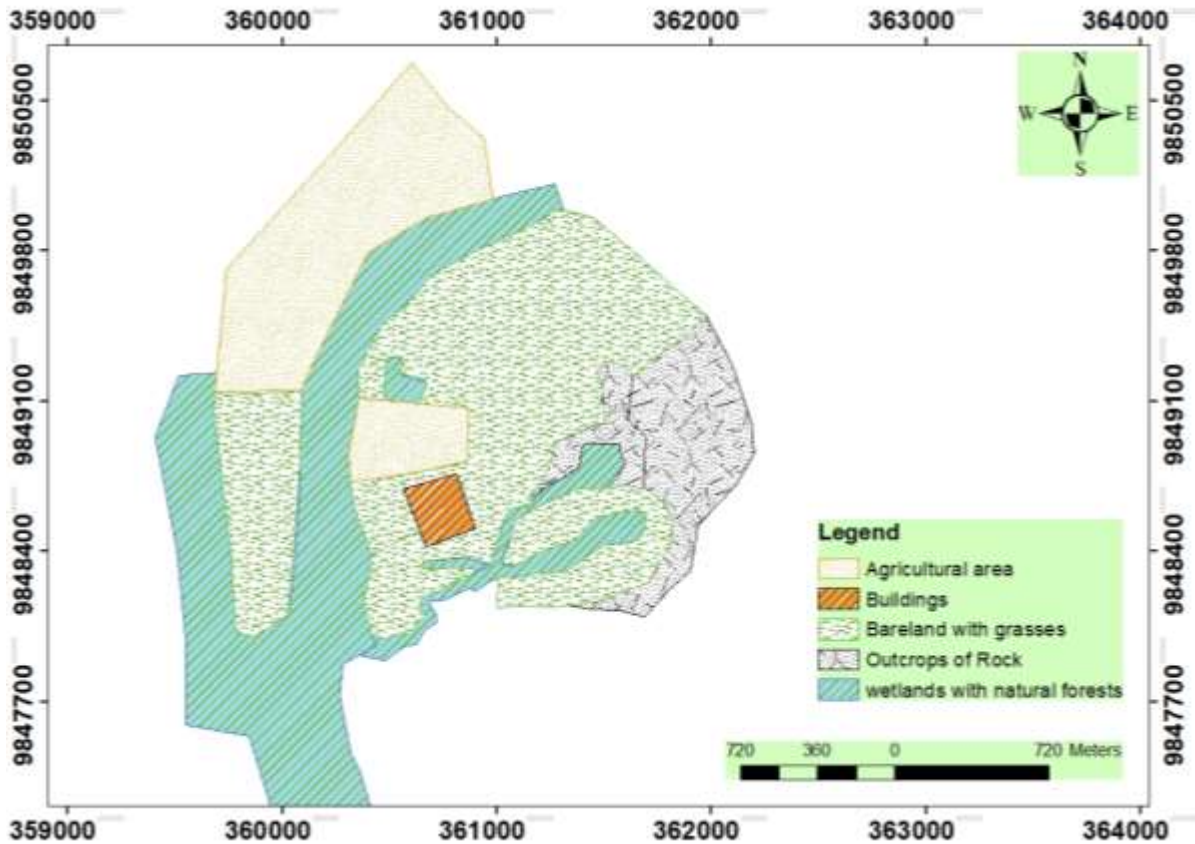 359000 360000 361000 362000 363000 364000
N
W E
S
9850500 9850500
9849800 9849800
9849100 9849100
9848400 9848400
9847700 9847700
Legend
Agricultural area
Buildings
Bareland with grasses
Outcrops of Rock
wetlands with natural forests
720 360 0 720 Meters
359000 360000 361000 362000 363000 364000